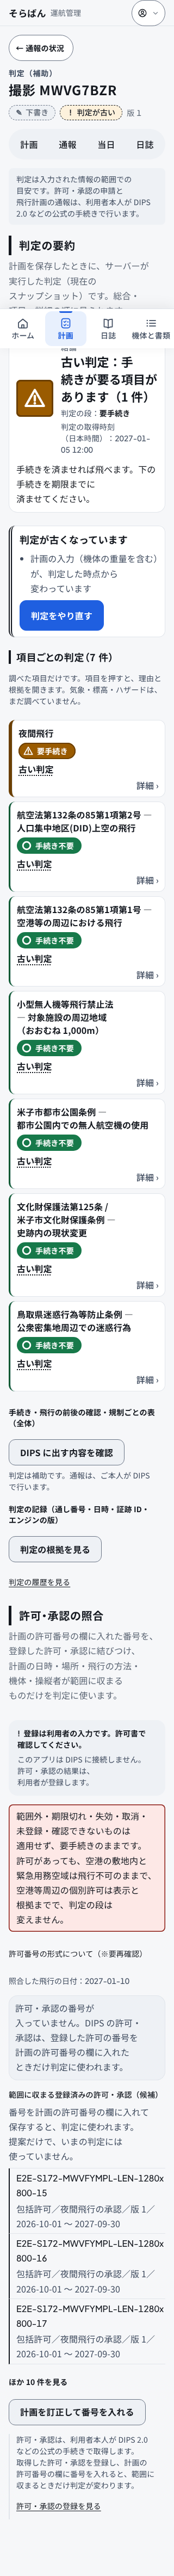 そらばん 運航管理
← 通報の状況
判定（補助）
撮影 MWVG7BZR
✎ 下書き ! 判定が古い 版 1
計画 通報 当日 日誌
判定は入力された情報の範囲での
目安です。許可・承認の申請と
飛行計画の通報は、利用者本人が DIPS
2.0 などの公式の手続きで行います。
判定の要約
計画を保存したときに、サーバーが
実行した判定（現在の
スナップショット）です。総合・
ホーム 計画 日誌 機体と書類
古い判定：手
続きが要る項目が
あります（1 件）
判定の段：要手続き
判定の取得時刻
（日本時間）：2027-01-
05 12:00
手続きを済ませれば飛べます。下の
手続きを期限までに
済ませてください。
判定が古くなっています
• 計画の入力（機体の重量を含む）
が、判定した時点から
変わっています
判定をやり直す
項目ごとの判定（7 件）
調べた項目だけです。項目を押すと、理由と
根拠を開きます。気象・標高・ハザードは、
まだ調べていません。
夜間飛行
要手続き
古い判定
詳細 ›
航空法第132条の85第1項第2号 —
人口集中地区(DID)上空の飛行
手続き不要
古い判定
詳細 ›
航空法第132条の85第1項第1号 —
空港等の周辺における飛行
手続き不要
古い判定
詳細 ›
小型無人機等飛行禁止法
— 対象施設の周辺地域
（おおむね 1,000m）
手続き不要
古い判定
詳細 ›
米子市都市公園条例 —
都市公園内での無人航空機の使用
手続き不要
古い判定
詳細 ›
文化財保護法第125条 /
米子市文化財保護条例 —
史跡内の現状変更
手続き不要
古い判定
詳細 ›
鳥取県迷惑行為等防止条例 —
公衆密集地周辺での迷惑行為
手続き不要
古い判定
詳細 ›
手続き・飛行の前後の確認・規制ごとの表
（全体）
DIPS に出す内容を確認
判定は補助です。通報は、ご本人が DIPS
で行います。
判定の記録（通し番号・日時・証跡 ID・
エンジンの版）
判定の根拠を見る
判定の履歴を見る
許可・承認の照合
計画の許可番号の欄に入れた番号を、
登録した許可・承認に結びつけ、
計画の日時・場所・飛行の方法・
機体・操縦者が範囲に収まる
ものだけを判定に使います。
! 登録は利用者の入力です。許可書で
確認してください。
このアプリは DIPS に接続しません。
許可・承認の結果は、
利用者が登録します。
範囲外・期限切れ・失効・取消・
未登録・確認できないものは
適用せず、要手続きのままです。
許可があっても、空港の敷地内と
緊急用務空域は飛行不可のままで、
空港等周辺の個別許可は表示と
根拠までで、判定の段は
変えません。
許可番号の形式について（※要再確認）
照合した飛行の日付：2027-01-10
許可・承認の番号が
入っていません。DIPS の許可・
承認は、登録した許可の番号を
計画の許可番号の欄に入れた
ときだけ判定に使われます。
範囲に収まる登録済みの許可・承認（候補）
番号を計画の許可番号の欄に入れて
保存すると、判定に使われます。
提案だけで、いまの判定には
使っていません。
E2E-S172-MWVFYMPL-LEN-1280x
800-15
包括許可／夜間飛行の承認／版 1／
2026-10-01 〜 2027-09-30
E2E-S172-MWVFYMPL-LEN-1280x
800-16
包括許可／夜間飛行の承認／版 1／
2026-10-01 〜 2027-09-30
E2E-S172-MWVFYMPL-LEN-1280x
800-17
包括許可／夜間飛行の承認／版 1／
2026-10-01 〜 2027-09-30
ほか 10 件を見る
計画を訂正して番号を入れる
許可・承認は、利用者本人が DIPS 2.0
などの公式の手続きで取得します。
取得した許可・承認を登録し、計画の
許可番号の欄に番号を入れると、範囲に
収まるときだけ判定が変わります。
許可・承認の登録を見る